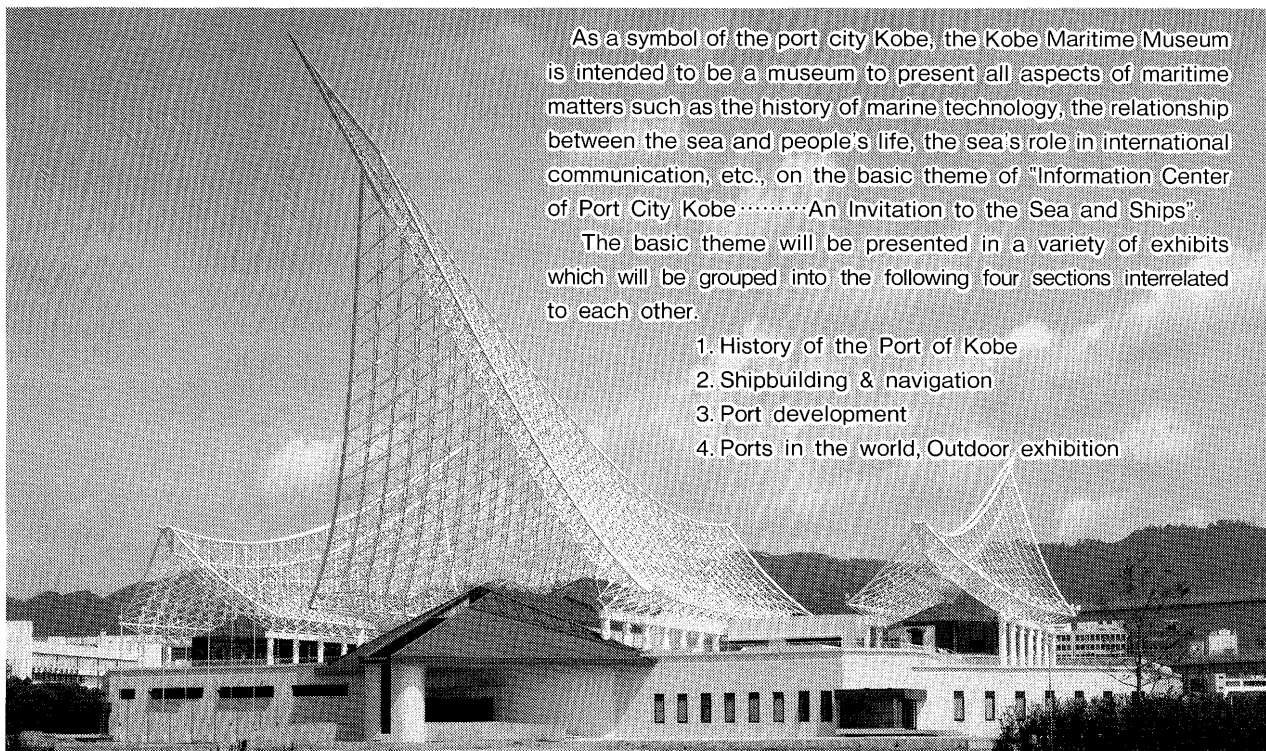 As a symbol of the port city Kobe, the Kobe Maritime Museum
is intended to be a museum to present all aspects of maritime
matters such as the history of marine technology, the relationship
between the sea and people's life, the sea's role in international
communication, etc., on the basic theme of "Information Center
of Port City Kobe·········An Invitation to the Sea and Ships".
The basic theme will be presented in a variety of exhibits
which will be grouped into the following four sections interrelated
to each other.
1. History of the Port of Kobe
2. Shipbuilding & navigation
3. Port development
4. Ports in the world, Outdoor exhibition